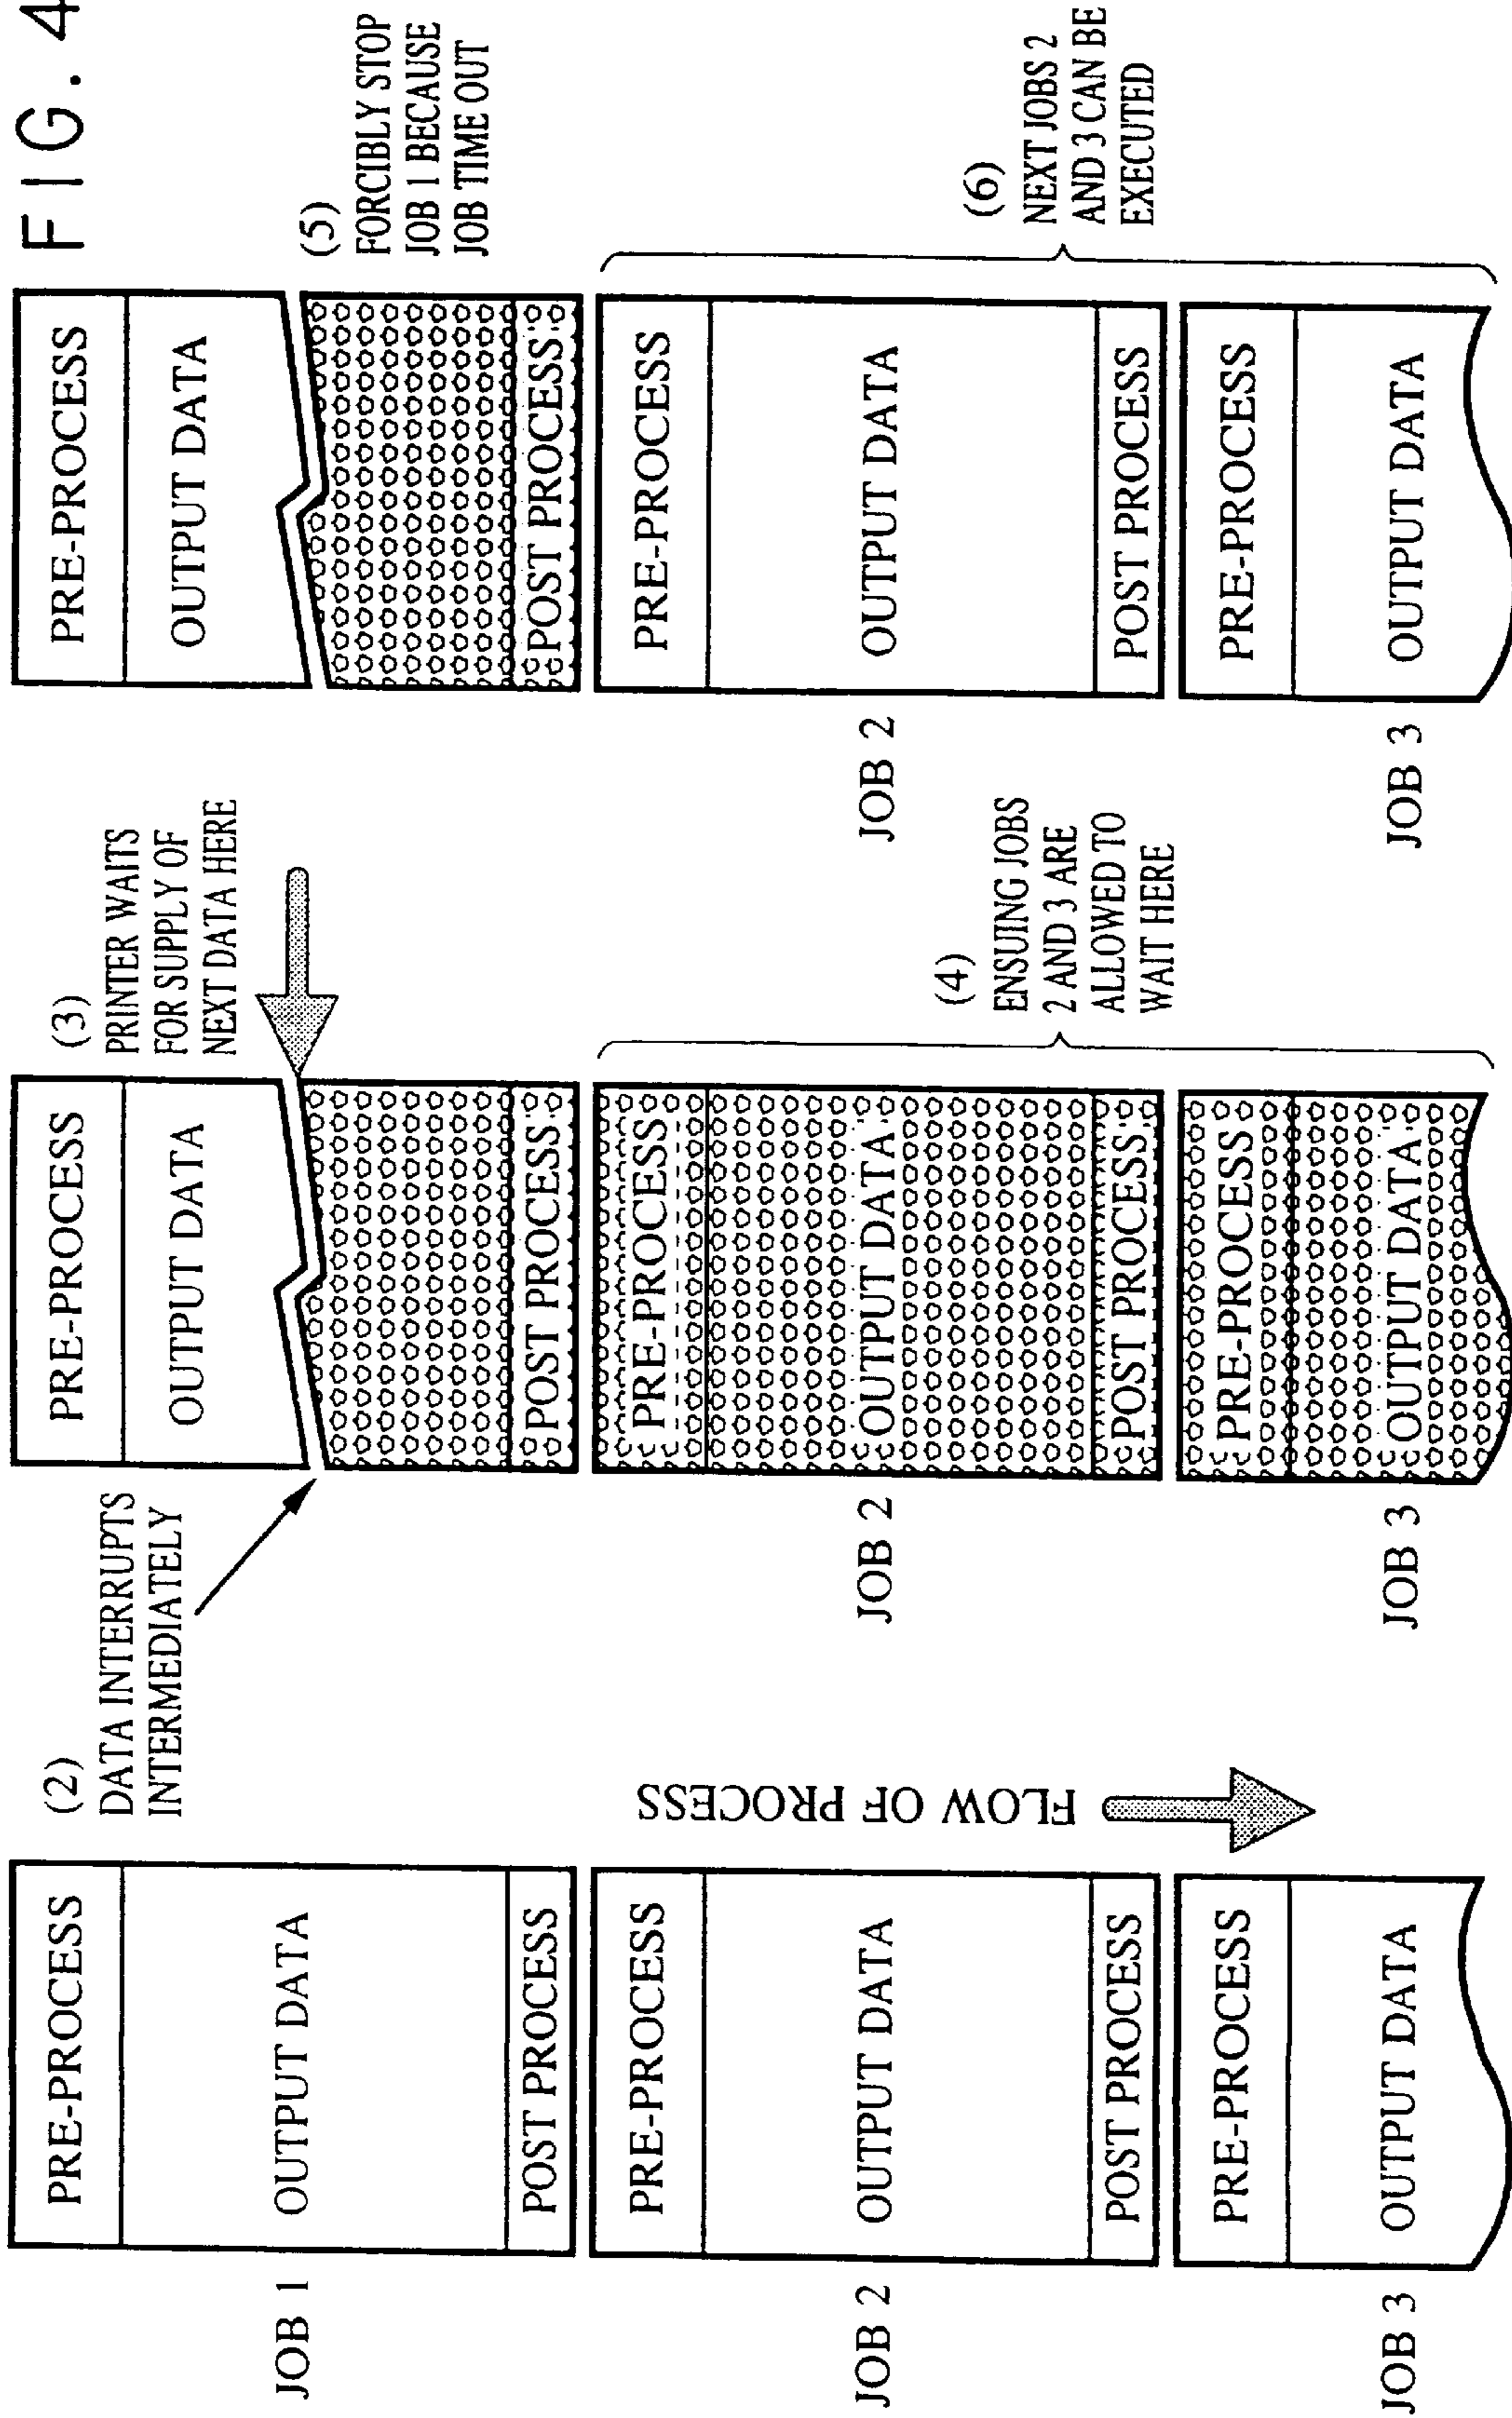 FIG. 4
JOB 1
PRE-PROCESS
OUTPUT DATA
POST PROCESS
JOB 2
PRE-PROCESS
OUTPUT DATA
POST PROCESS
JOB 3
PRE-PROCESS
OUTPUT DATA
FLOW OF PROCESS
(2)
DATA INTERRUPTS
INTERMEDIATELY
PRE-PROCESS
OUTPUT DATA
POST PROCESS
JOB 2
PRE-PROCESS
OUTPUT DATA
POST PROCESS
JOB 3
PRE-PROCESS
OUTPUT DATA
(3)
PRINTER WAITS
FOR SUPPLY OF
NEXT DATA HERE
(4)
ENSUING JOBS
2 AND 3 ARE
ALLOWED TO
WAIT HERE
PRE-PROCESS
OUTPUT DATA
POST PROCESS
JOB 2
PRE-PROCESS
OUTPUT DATA
POST PROCESS
JOB 3
PRE-PROCESS
OUTPUT DATA
(5)
FORCIBLY STOP
JOB 1 BECAUSE
JOB TIME OUT
(6)
NEXT JOBS 2
AND 3 CAN BE
EXECUTED